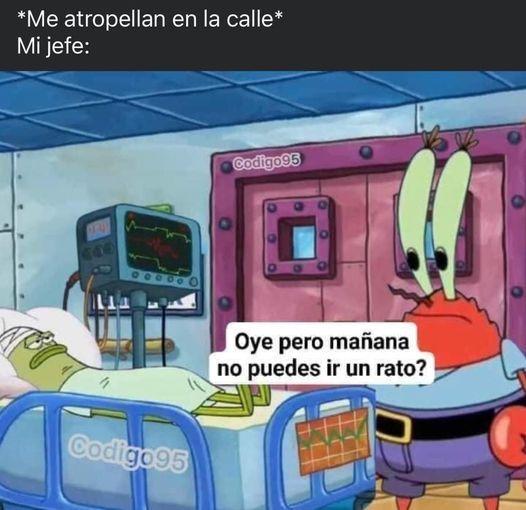 *Me atropellan en la calle*
Mi jefe:
Codigo95
Oye pero mañana
no puedes ir un rato?
Codigo95